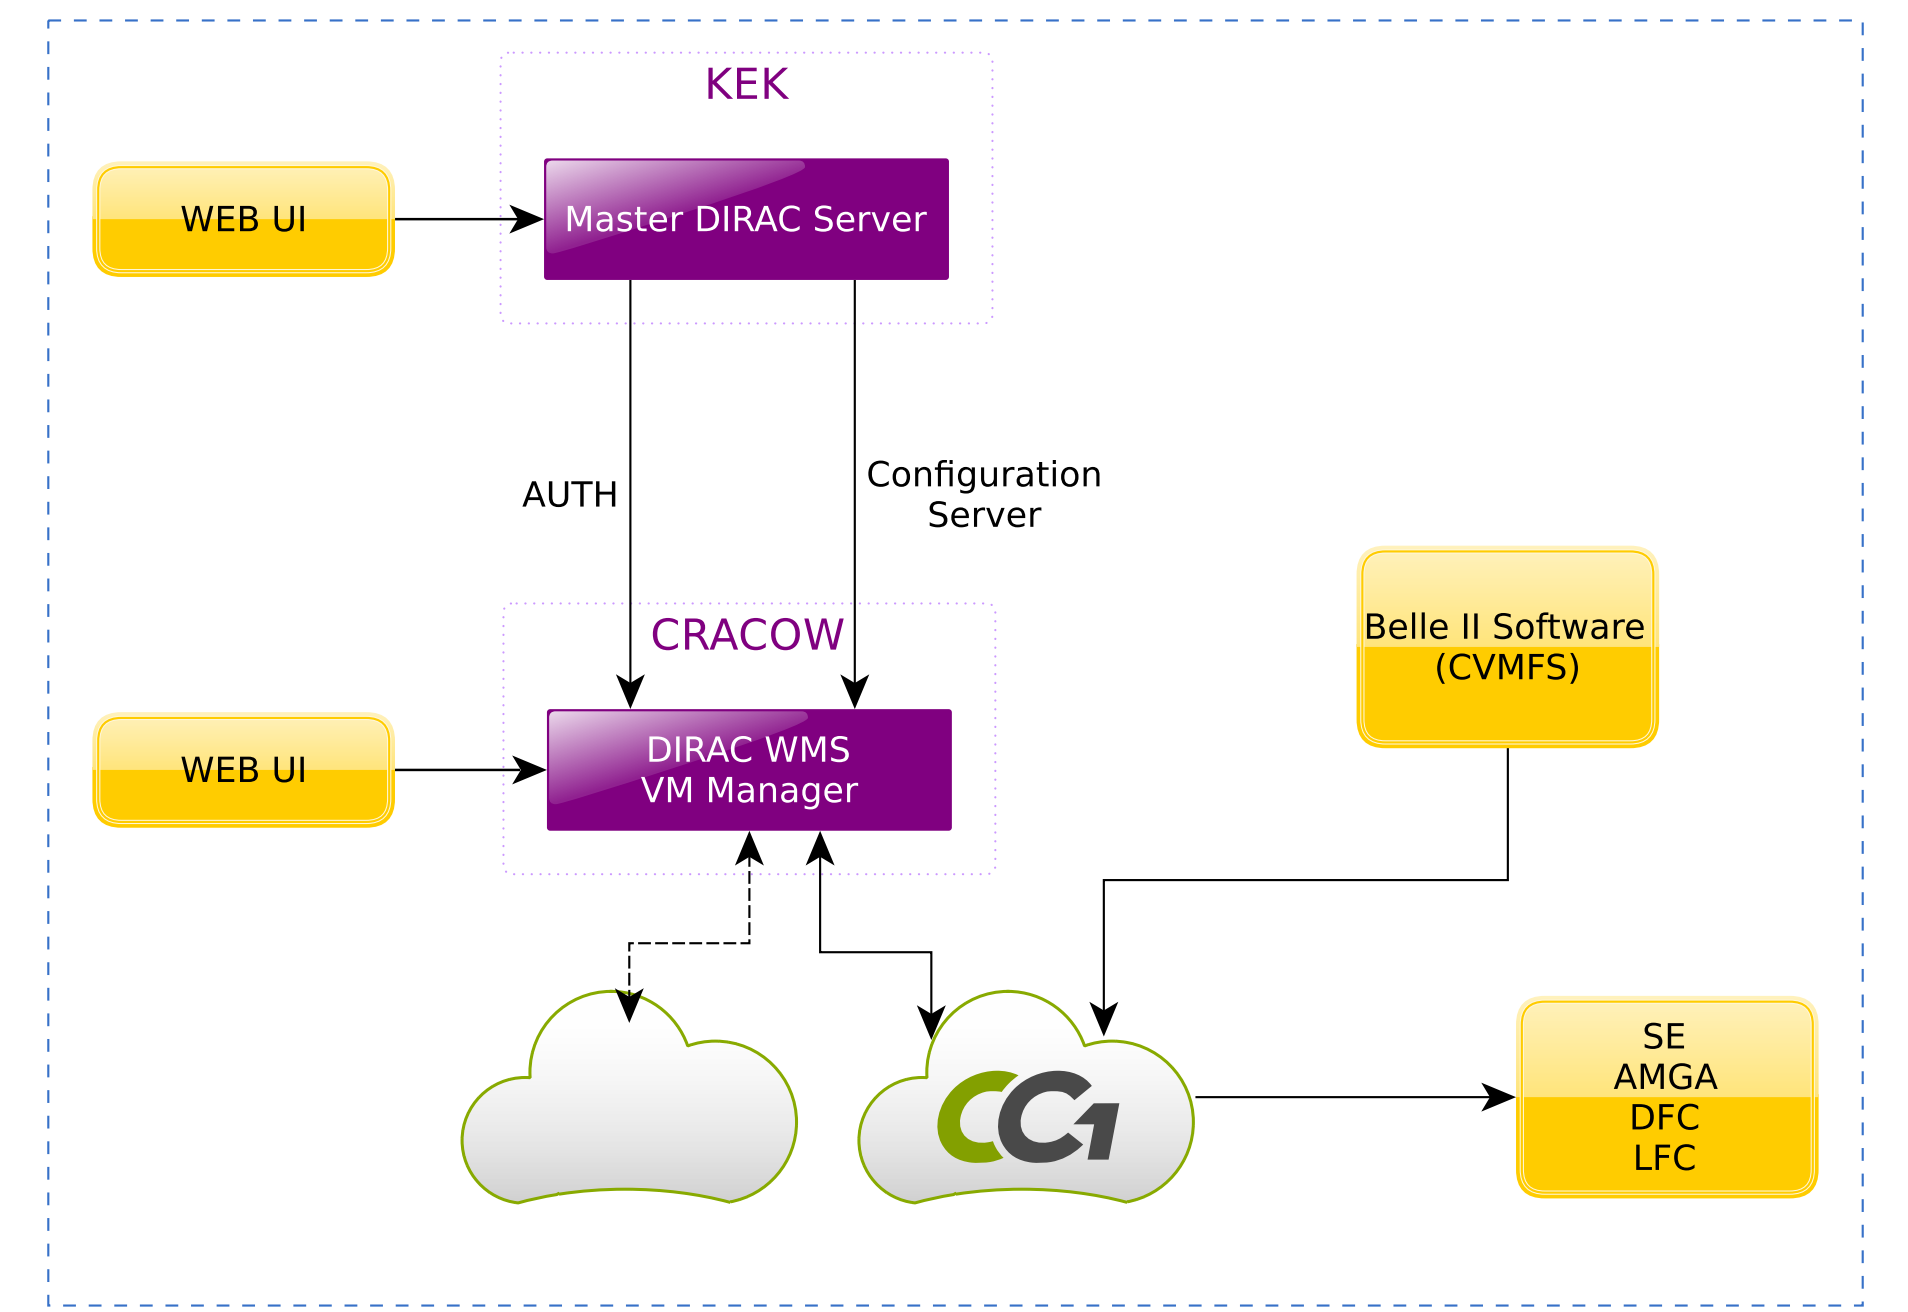 KEK
WEB UI
Master DIRAC Server
AUTH
Configuration
Server
CRACOW
WEB UI
DIRAC WMS
VM Manager
Belle II Software
(CVMFS)
CC1
SE
AMGA
DFC
LFC